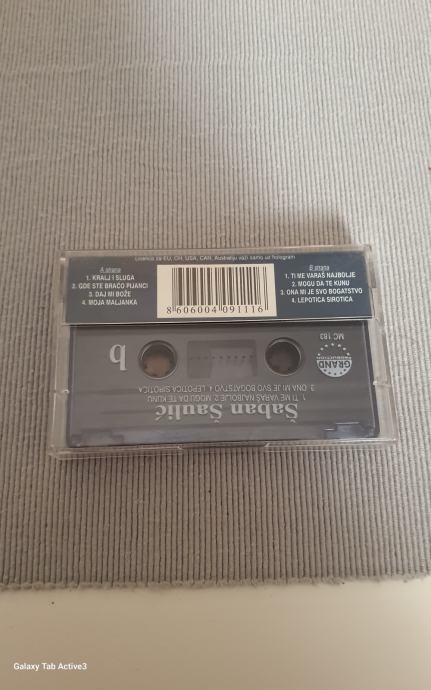 Licenca za EU, CH, USA, CAN, Australiju važi samo uz hologram
A strana
1. KRALJ I SLUGA
2. GDE STE BRAĆO PIJANCI
3. DAJ MI BOŽE
4. MOJA MALJANKA
8 606004 091116
B strana
1. TI ME VARAŠ NAJBOLJE
2. MOGU DA TE KUNU
3. ONA MI JE SVO BOGATSTVO
4. LEPOTICA SIROTICA
Šaban Šaulić
1. TI ME VARAŠ NAJBOLJE 2. MOGU DA TE KUNU
3. ONA MI JE SVO BOGATSTVO 4. LEPOTICA SIROTICA
b
GRAND
PRODUCTION
MC 183
Galaxy Tab Active3